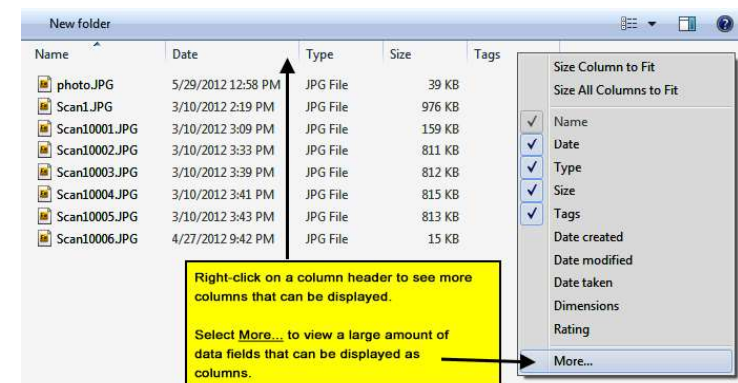 New folder
Name Date Type Size Tags
photo.JPG 5/29/2012 12:58 PM JPG File 39 KB
Scan1.JPG 3/10/2012 2:19 PM JPG File 976 KB
Scan10001.JPG 3/10/2012 3:09 PM JPG File 159 KB
Scan10002.JPG 3/10/2012 3:33 PM JPG File 811 KB
Scan10003.JPG 3/10/2012 3:39 PM JPG File 812 KB
Scan10004.JPG 3/10/2012 3:41 PM JPG File 815 KB
Scan10005.JPG 3/10/2012 3:43 PM JPG File 813 KB
Scan10006.JPG 4/27/2012 9:42 PM JPG File 15 KB
Size Column to Fit
Size All Columns to Fit
Name
Date
Type
Size
Tags
Date created
Date modified
Date taken
Dimensions
Rating
More...
Right-click on a column header to see more
columns that can be displayed.
Select More... to view a large amount of
data fields that can be displayed as
columns.